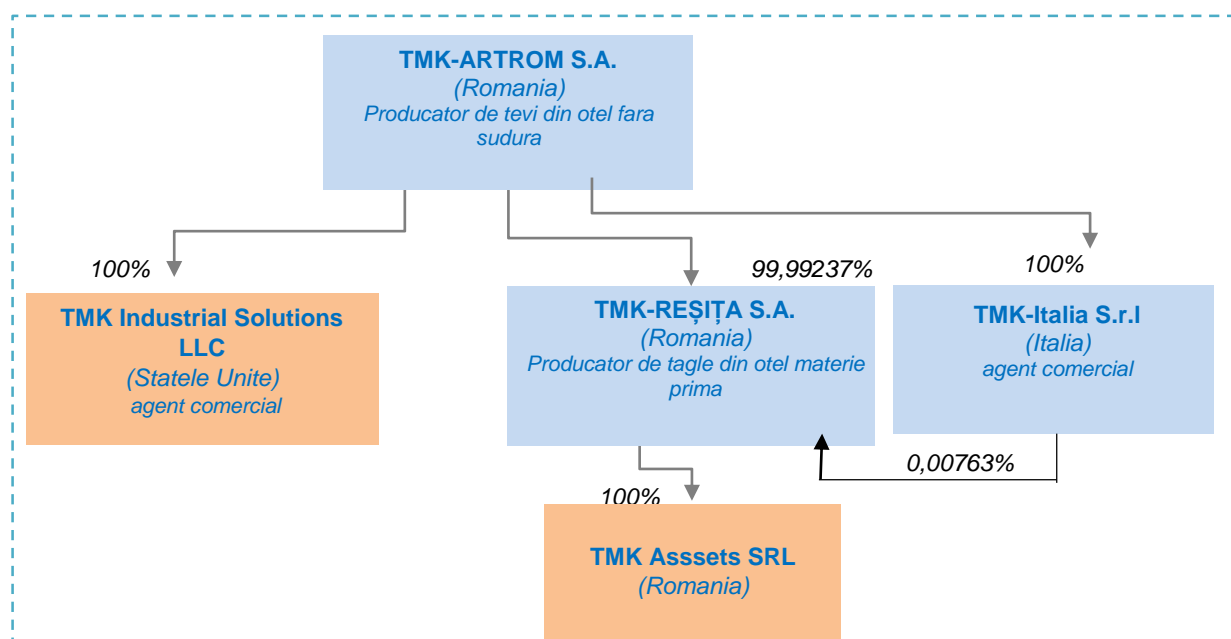 TMK-ARTROM S.A.
(Romania)
Producator de tevi din otel fara
sudura
100%
99,99237%
100%
TMK Industrial Solutions
LLC
(Statele Unite)
agent comercial
TMK-REȘIȚA S.A.
(Romania)
Producator de tagle din otel materie
prima
TMK-Italia S.r.l
(Italia)
agent comercial
0,00763%
100%
TMK Asssets SRL
(Romania)